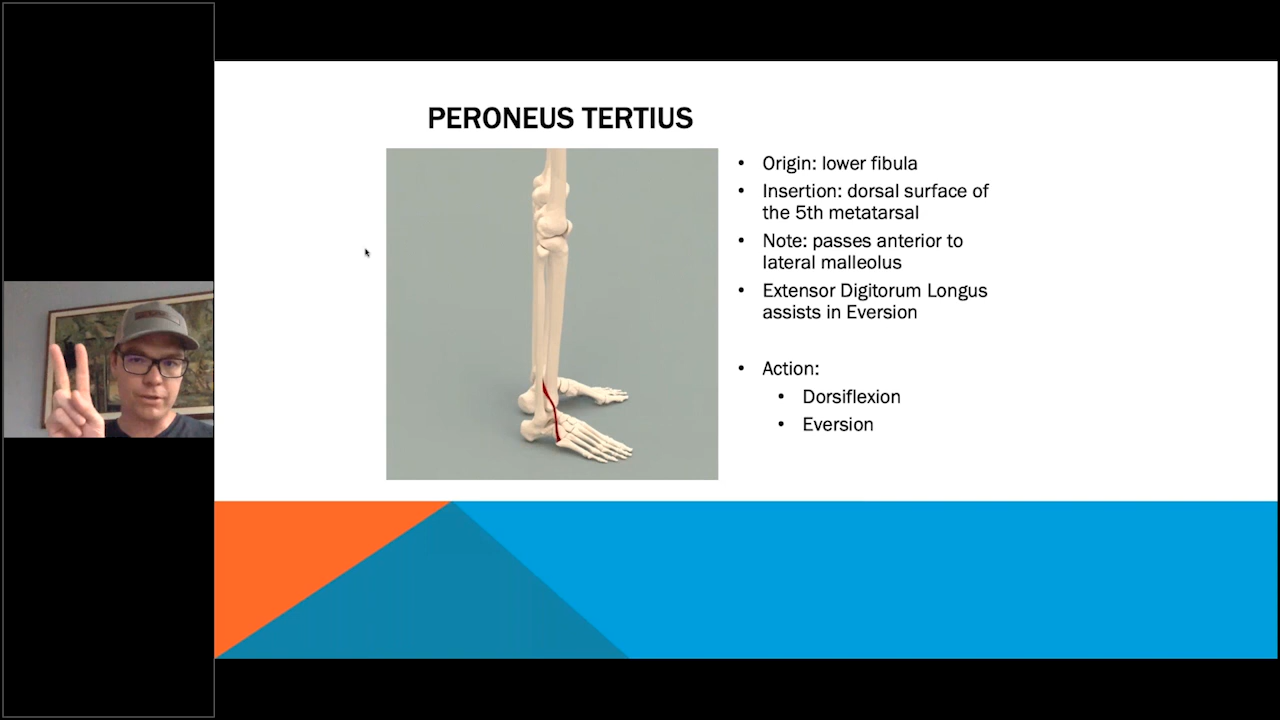 PERONEUS TERTIUS
• Origin: lower fibula
• Insertion: dorsal surface of
the 5th metatarsal
• Note: passes anterior to
lateral malleolus
• Extensor Digitorum Longus
assists in Eversion
• Action:
• Dorsiflexion
• Eversion